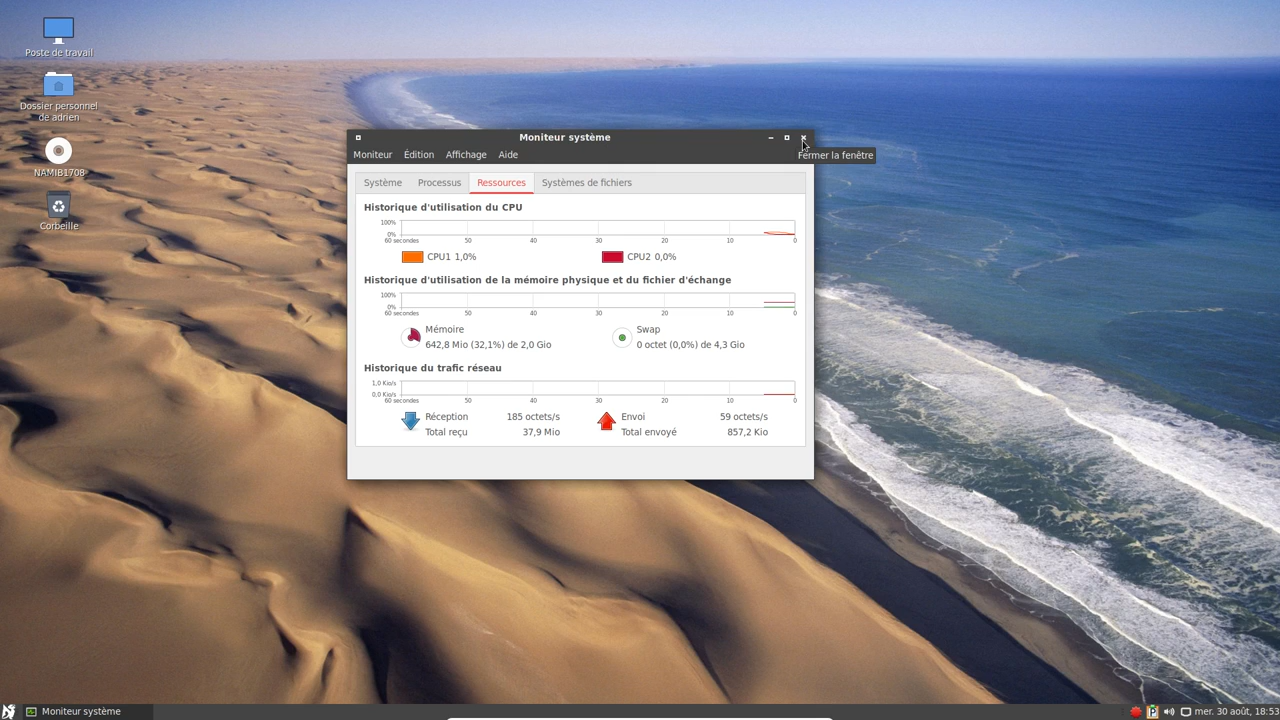 Poste de travail
Dossier personnel
de adrien
NAMIB1708
Corbeille
Moniteur système
Fermer la fenêtre
Moniteur Édition Affichage Aide
Système Processus Ressources Systèmes de fichiers
Historique d'utilisation du CPU
100%
0%
60 secondes 50 40 30 20 10 0
CPU1 1,0% CPU2 0,0%
Historique d'utilisation de la mémoire physique et du fichier d'échange
100%
0%
60 secondes 50 40 30 20 10 0
Mémoire Swap
642,8 Mio (32,1%) de 2,0 Gio 0 octet (0,0%) de 4,3 Gio
Historique du trafic réseau
1,0 Kio/s
0,0 Kio/s
60 secondes 50 40 30 20 10 0
Réception 185 octets/s Envoi 59 octets/s
Total reçu 37,9 Mio Total envoyé 857,2 Kio
Moniteur système mer. 30 août, 18:53